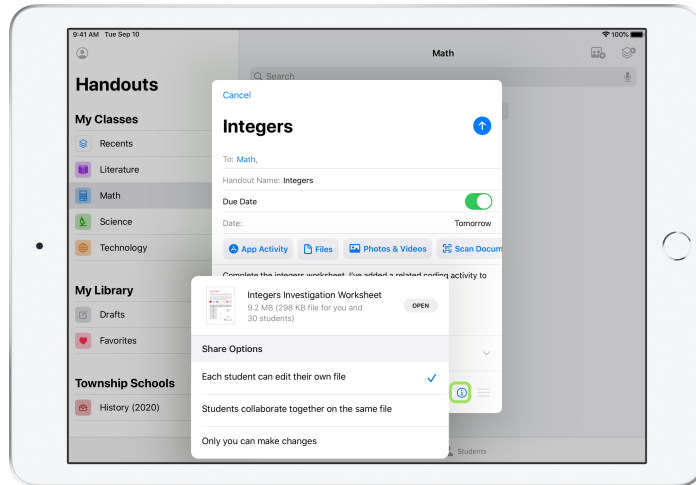 9:41 AM Tue Sep 10
100%
Handouts
My Classes
Recents
Literature
Math
Science
Technology
My Library
Drafts
Favorites
Township Schools
History (2020)
Math
Search
Cancel
Integers
To: Math,
Handout Name: Integers
Due Date
Date: Tomorrow
App Activity Files Photos & Videos Scan Docum
Complete the integers worksheet. I've added a related coding activity to
Integers Investigation Worksheet
9.2 MB (298 KB file for you and
30 students)
OPEN
Share Options
Each student can edit their own file
Students collaborate together on the same file
Only you can make changes
Students